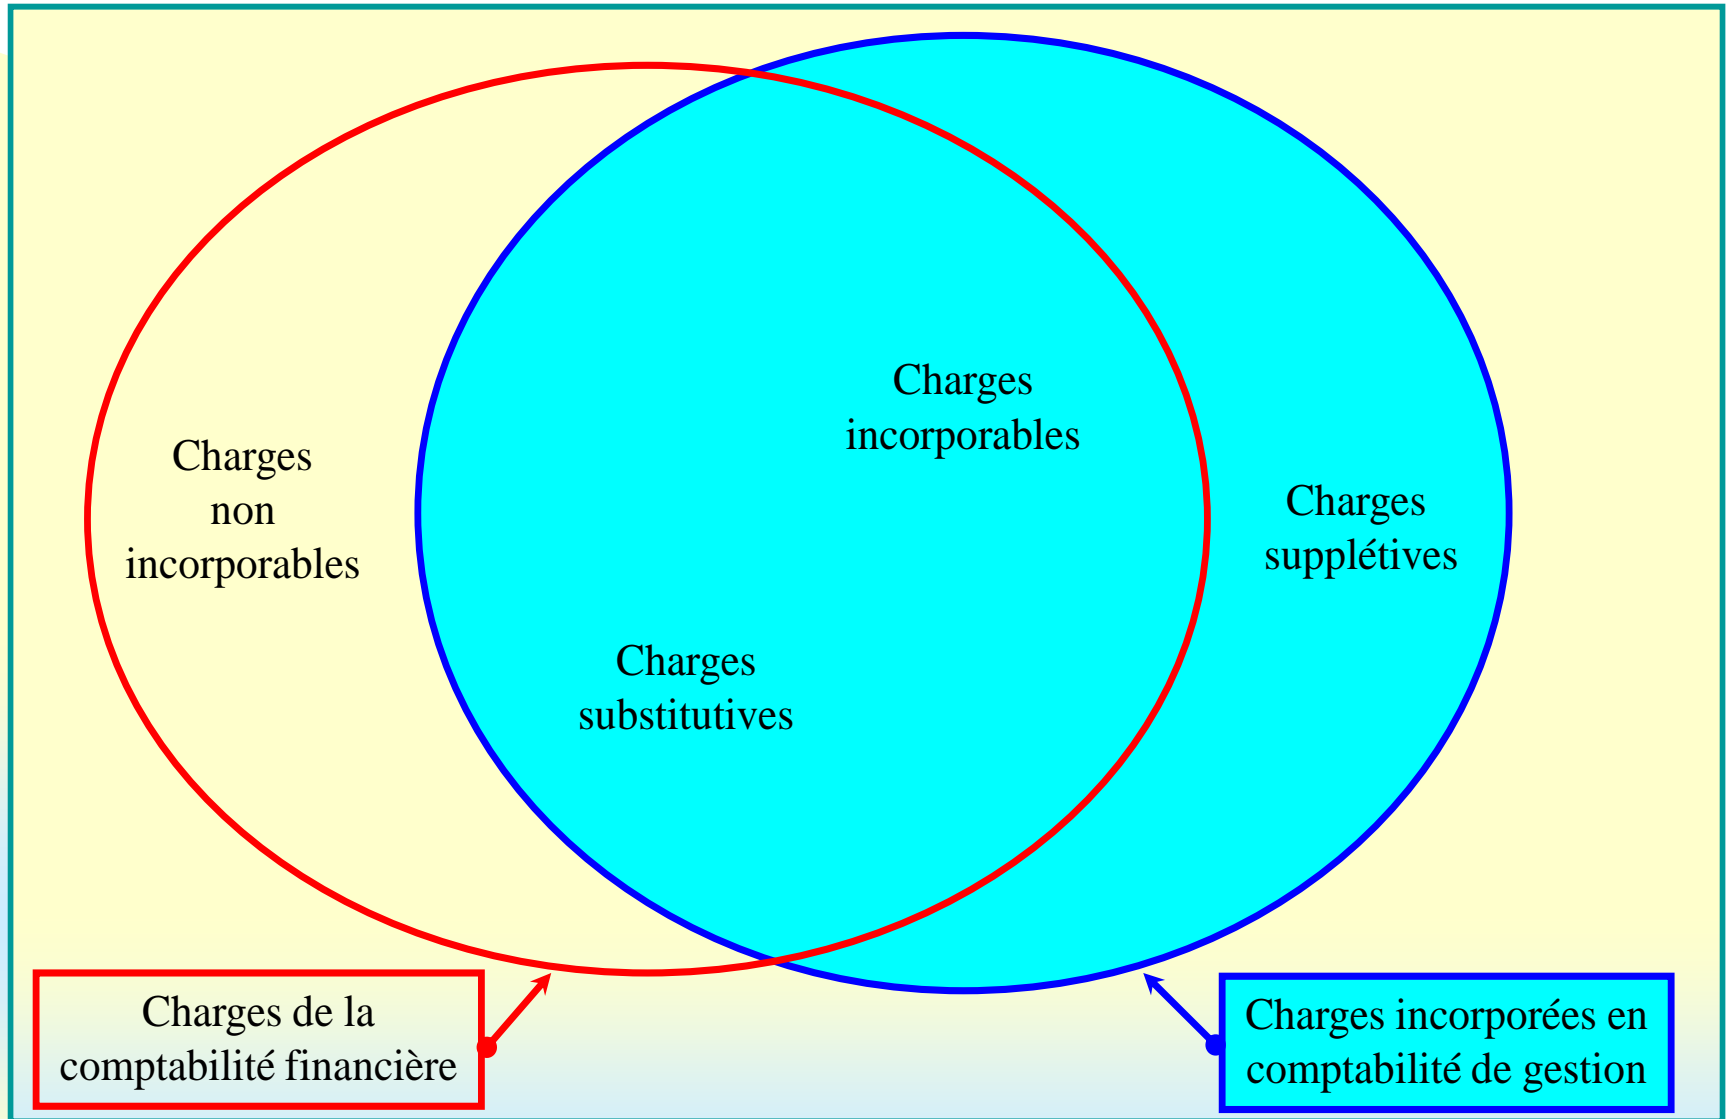 Charges
non
incorporables
Charges
incorporables
Charges
supplétives
Charges
substitutives
Charges de la
comptabilité financière
Charges incorporées en
comptabilité de gestion